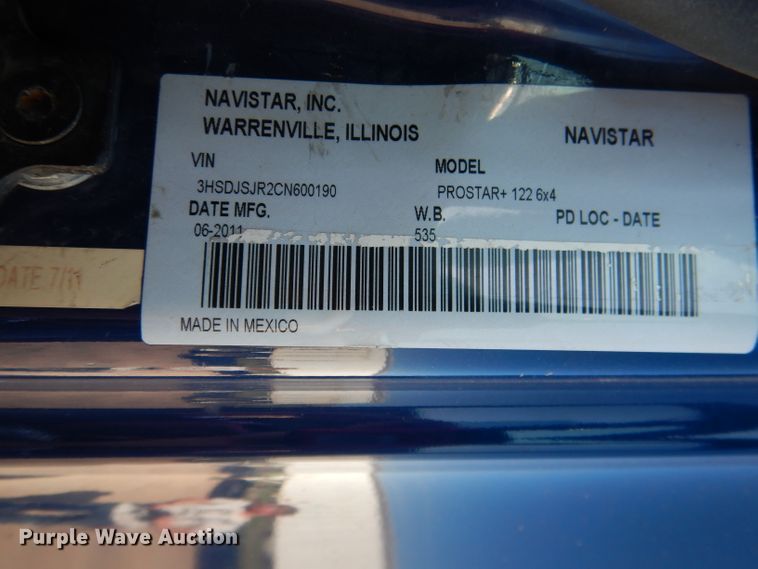 NAVISTAR, INC.
WARRENVILLE, ILLINOIS NAVISTAR
VIN MODEL
3HSDJSJR2CN600190 PROSTAR+ 122 6x4
DATE MFG. W.B. PD LOC - DATE
06-2011 535
DATE 7/11
MADE IN MEXICO
Purple Wave Auction